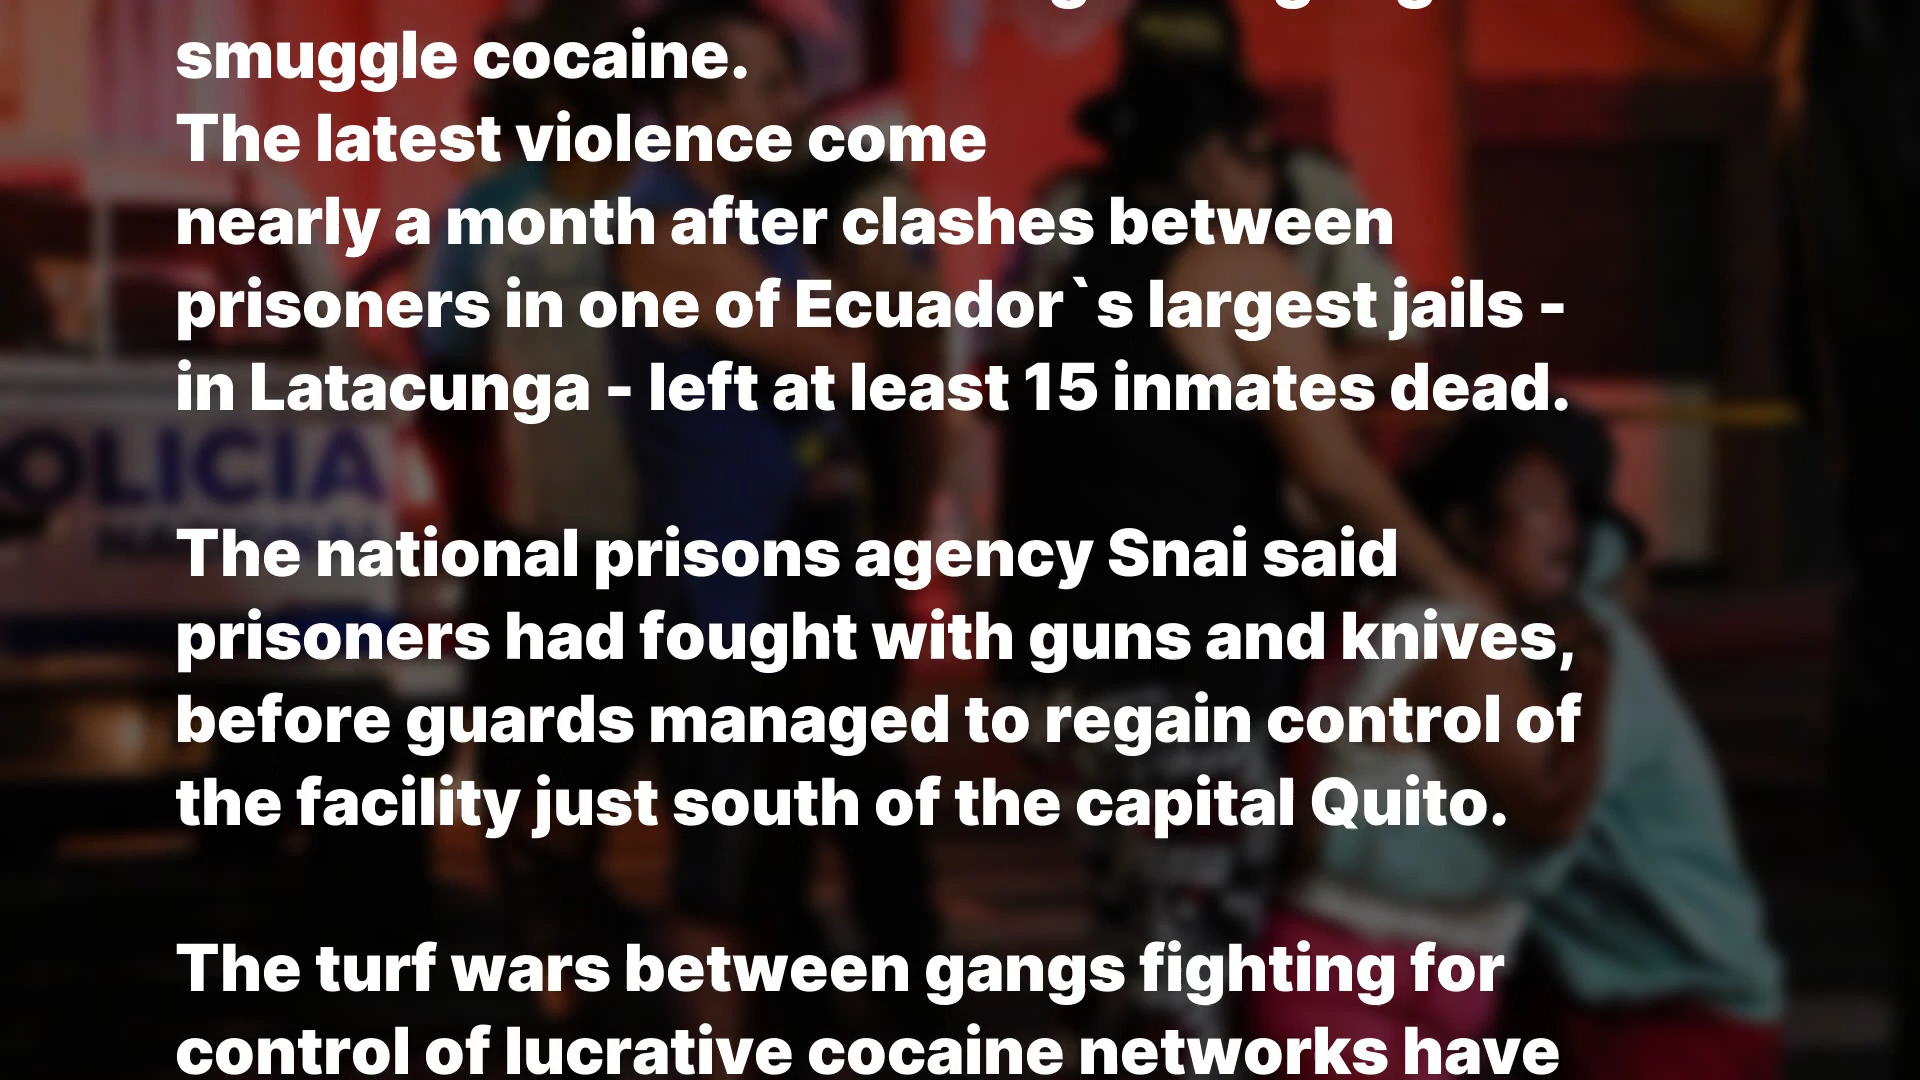 smuggle cocaine.
The latest violence come
nearly a month after clashes between
prisoners in one of Ecuador`s largest jails -
in Latacunga - left at least 15 inmates dead.
The national prisons agency Snai said
prisoners had fought with guns and knives,
before guards managed to regain control of
the facility just south of the capital Quito.
The turf wars between gangs fighting for
control of lucrative cocaine networks have
POLICIA
NACIONAL